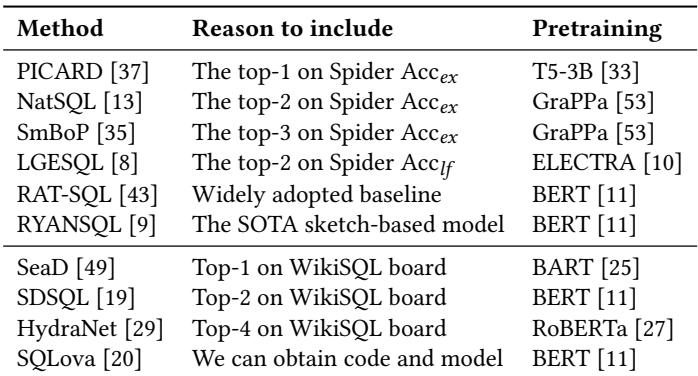 Method Reason to include Pretraining
PICARD [37] The top-1 on Spider Acc_ex T5-3B [33]
NatSQL [13] The top-2 on Spider Acc_ex GraPPa [53]
SmBoP [35] The top-3 on Spider Acc_ex GraPPa [53]
LGESQL [8] The top-2 on Spider Acc_lf ELECTRA [10]
RAT-SQL [43] Widely adopted baseline BERT [11]
RYANSQL [9] The SOTA sketch-based model BERT [11]
SeaD [49] Top-1 on WikiSQL board BART [25]
SDSQL [19] Top-2 on WikiSQL board BERT [11]
HydraNet [29] Top-4 on WikiSQL board RoBERTa [27]
SQLova [20] We can obtain code and model BERT [11]